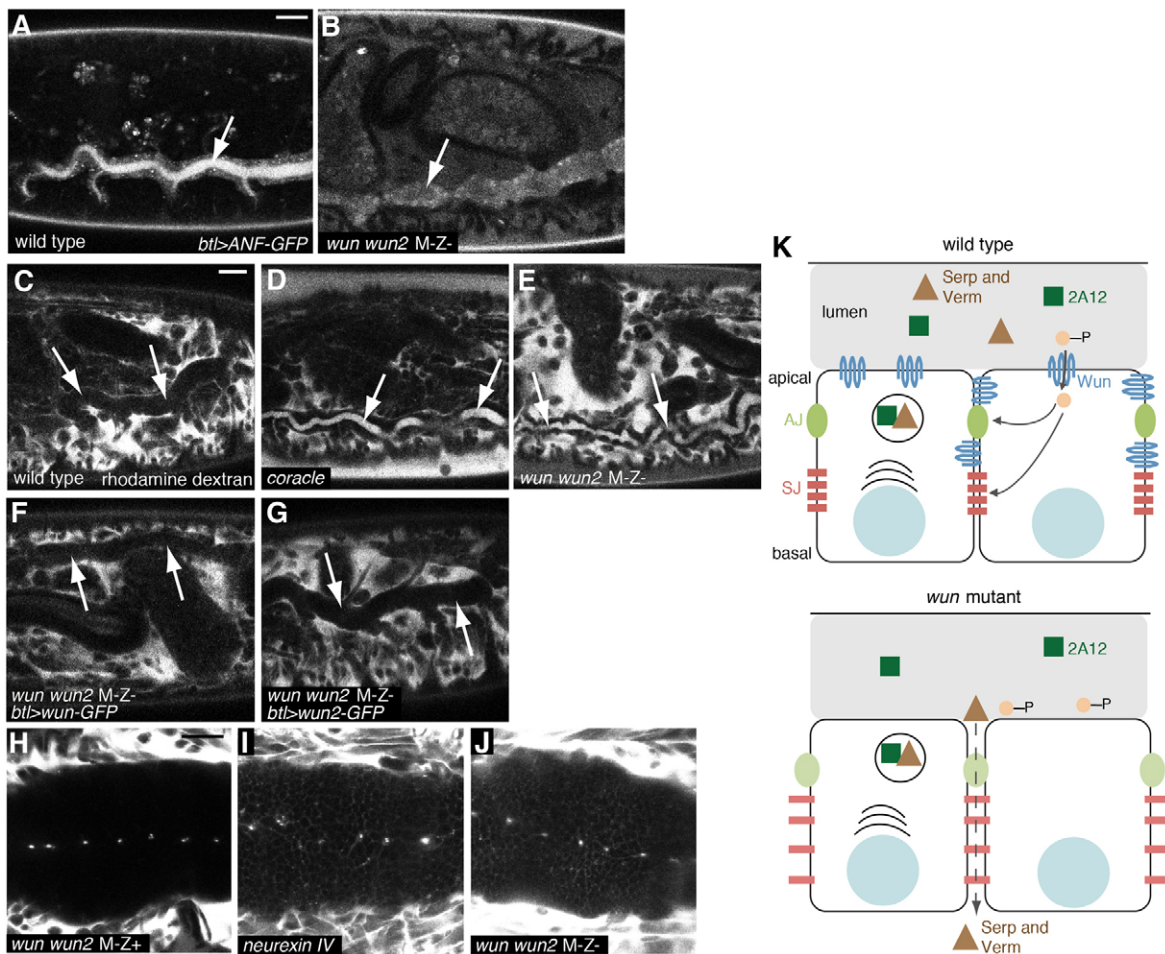 A
wild type
btl>ANF-GFP
B
wun wun2 M-Z-
C
wild type
rhodamine dextran
D
coracle
E
wun wun2 M-Z-
F
wun wun2 M-Z-
btl>wun-GFP
G
wun wun2 M-Z-
btl>wun2-GFP
H
wun wun2 M-Z+
I
neurexin IV
J
wun wun2 M-Z-
K
wild type
Serp and
Verm
2A12
lumen
–P
apical
Wun
AJ
SJ
basal
wun mutant
2A12
–P
–P
Serp and
Verm